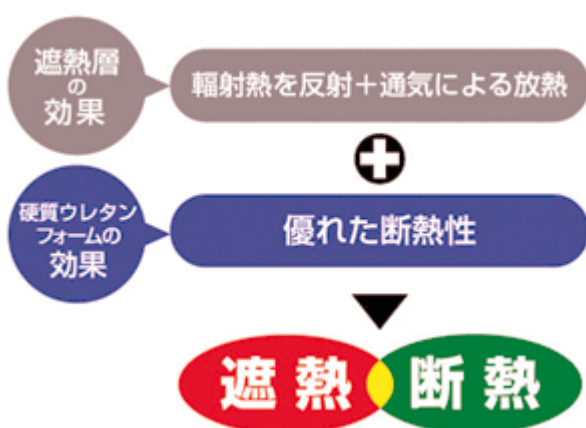 遮熱層
の
効果
輻射熱を反射＋通気による放熱
硬質ウレタン
フォームの
効果
優れた断熱性
遮熱 断熱